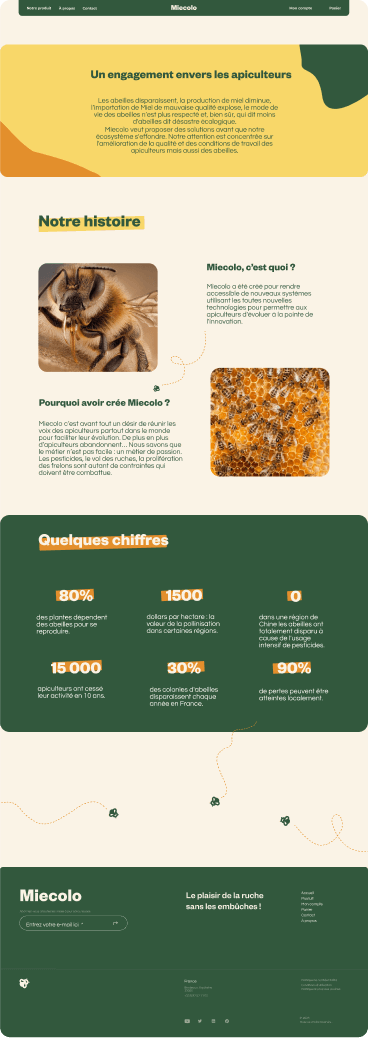 Notre produit À propos Contact Miecolo Mon compte Panier
Un engagement envers les apiculteurs
Les abeilles disparaissent, la production de miel diminue,
l'importation de Miel de mauvaise qualité explose, le mode de
vie des abeilles n'est plus respecté et, bien sûr, qui dit moins
d'abeilles dit désastre écologique.
Miecolo veut proposer des solutions avant que notre
écosystème s'effondre. Notre attention est concentrée sur
l'amélioration de la qualité et des conditions de travail des
apiculteurs mais aussi des abeilles.
Notre histoire
Miecolo, c'est quoi ?
Miecolo a été créé pour rendre
accessible de nouveaux systèmes
utilisant les toutes nouvelles
technologies pour permettre aux
apiculteurs d'évoluer à la pointe de
l'innovation.
Pourquoi avoir crée Miecolo ?
Miecolo c'est avant tout un désir de réunir les
voix des apiculteurs partout dans le monde
pour faciliter leur évolution. De plus en plus
d'apiculteurs abandonnent... Nous savons que
le métier n'est pas facile : un métier de passion.
Les pesticides, le vol des ruches, la prolifération
des frelons sont autant de contraintes qui
doivent être combattue.
Quelques chiffres
80%
des plantes dépendent
des abeilles pour se
reproduire.
1500
dollars par hectare : la
valeur de la pollinisation
dans certaines régions.
0
dans une région de
Chine les abeilles ont
totalement disparu à
cause de l'usage
intensif de pesticides.
15 000
apiculteurs ont cessé
leur activité en 10 ans.
30%
des colonies d'abeilles
disparaissent chaque
année en France.
90%
de pertes peuvent être
atteintes localement.
Miecolo
Entrez votre e-mail ici *
Le plaisir de la ruche
sans les embûches !
Accueil
Produit
Mon compte
Panier
Contact
À propos
France